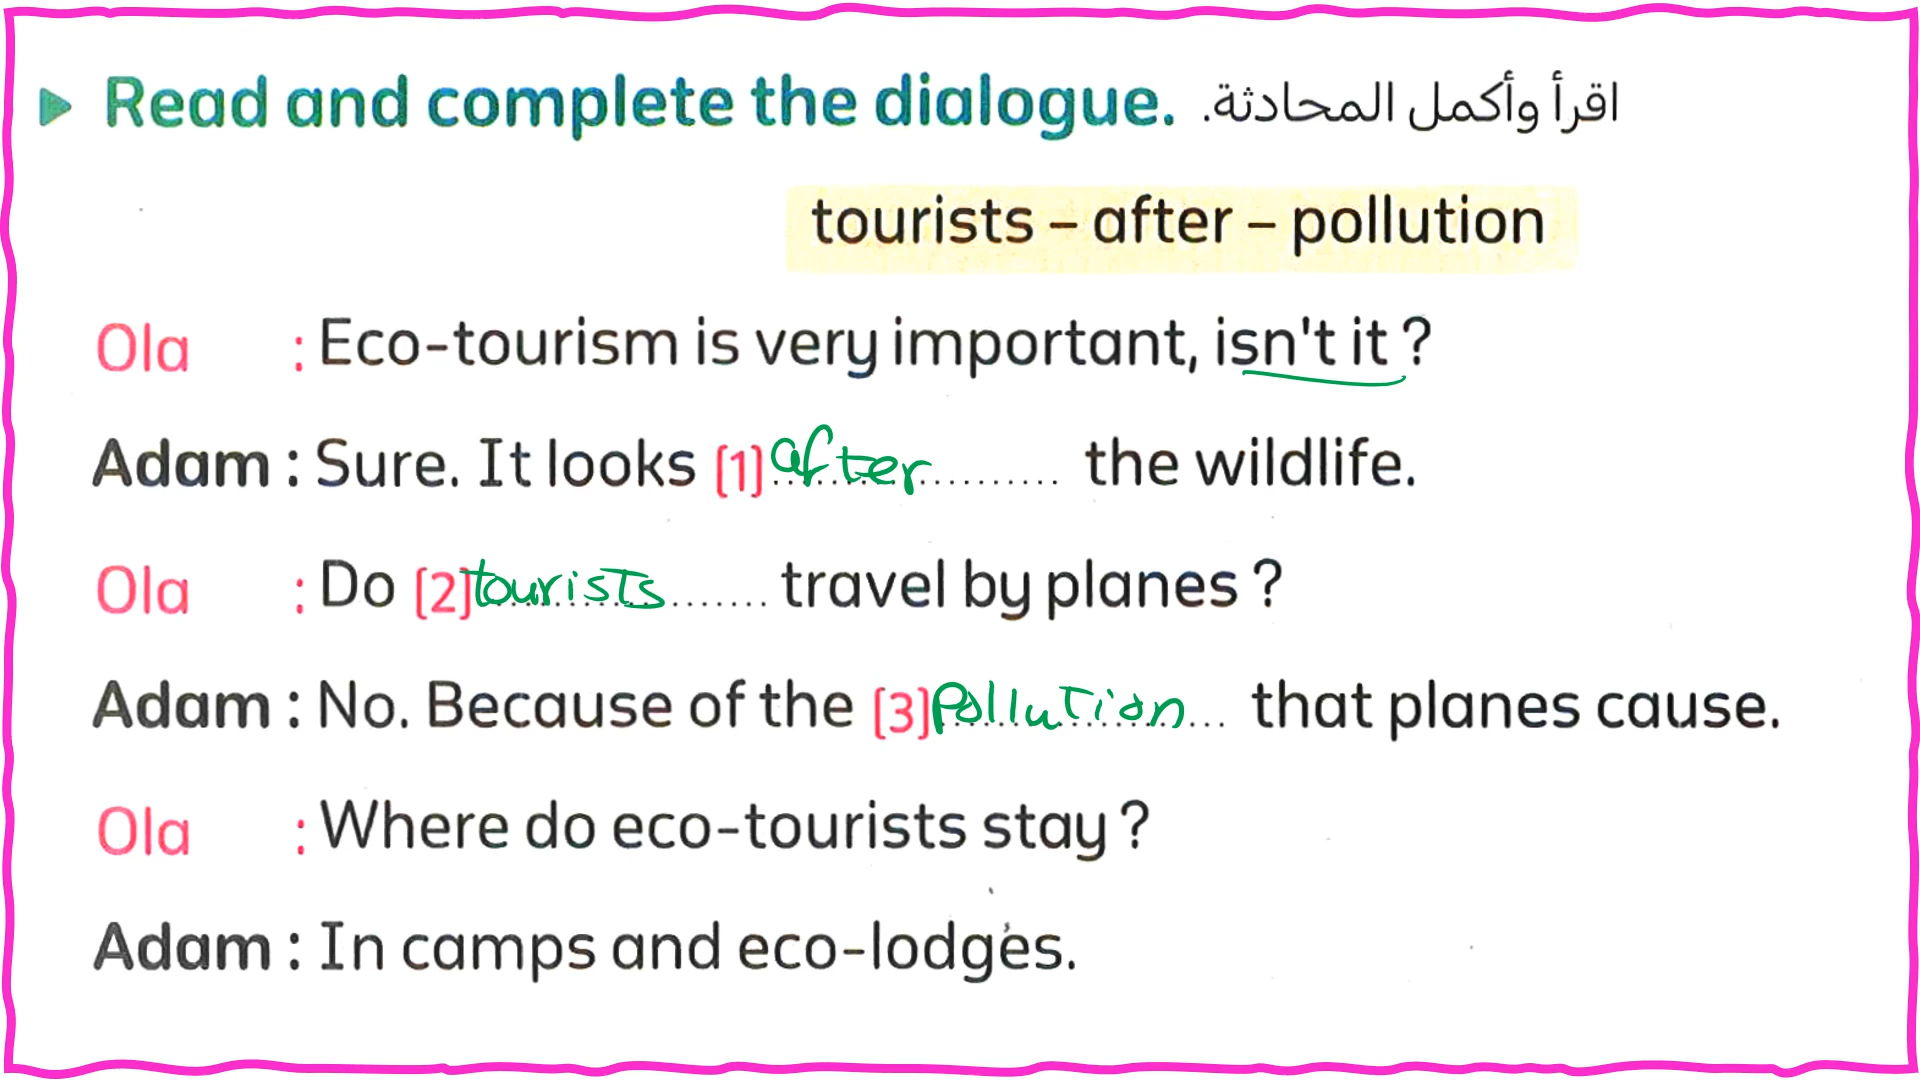 Read and complete the dialogue. اقرأ وأكمل المحادثة.
tourists – after – pollution
Ola : Eco-tourism is very important, isn't it ?
Adam : Sure. It looks [1] after the wildlife.
Ola : Do [2] tourists travel by planes ?
Adam : No. Because of the [3] pollution that planes cause.
Ola : Where do eco-tourists stay ?
Adam : In camps and eco-lodges.